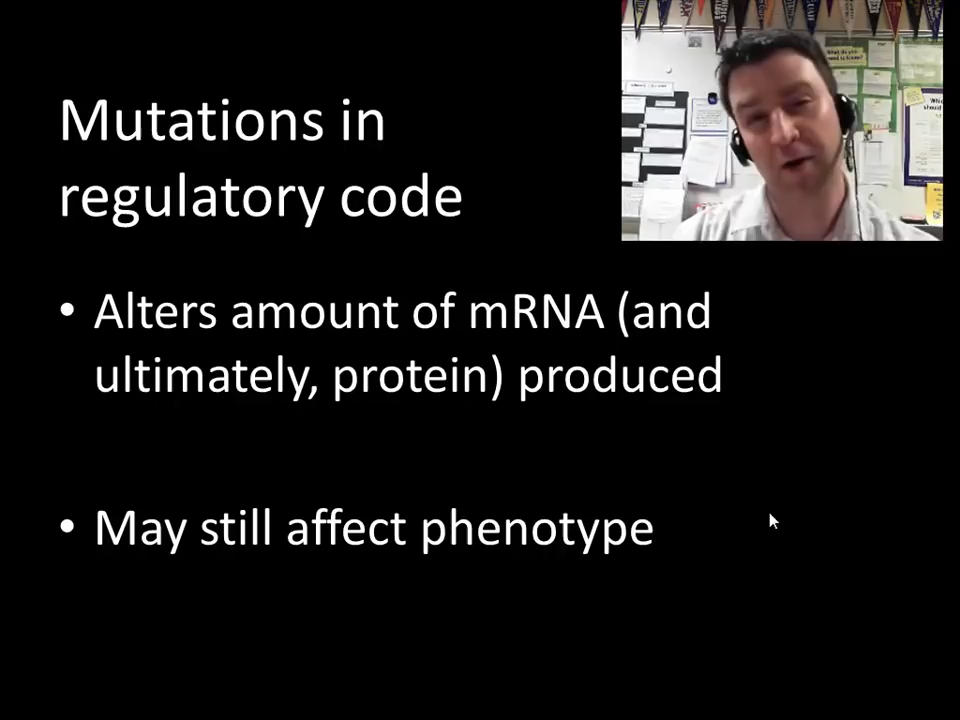 Mutations in
regulatory code
• Alters amount of mRNA (and
ultimately, protein) produced
• May still affect phenotype